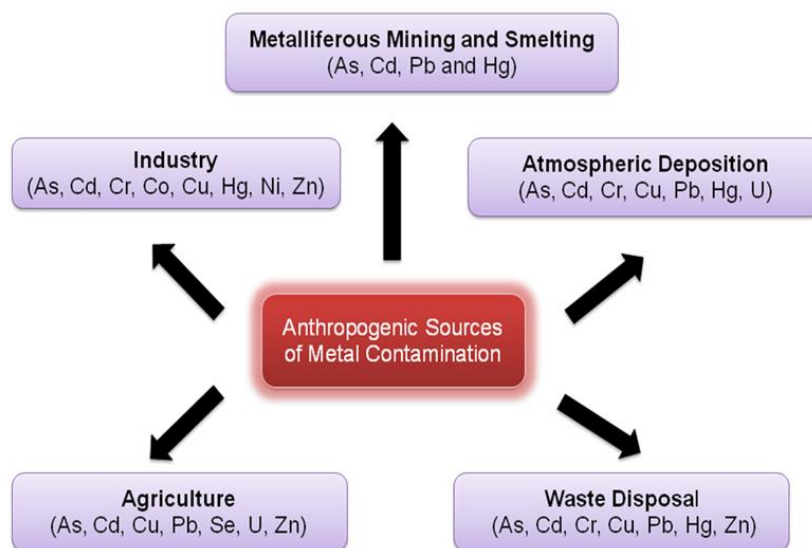 Metalliferous Mining and Smelting
(As, Cd, Pb and Hg)
Industry
(As, Cd, Cr, Co, Cu, Hg, Ni, Zn)
Atmospheric Deposition
(As, Cd, Cr, Cu, Pb, Hg, U)
Anthropogenic Sources
of Metal Contamination
Agriculture
(As, Cd, Cu, Pb, Se, U, Zn)
Waste Disposal
(As, Cd, Cr, Cu, Pb, Hg, Zn)